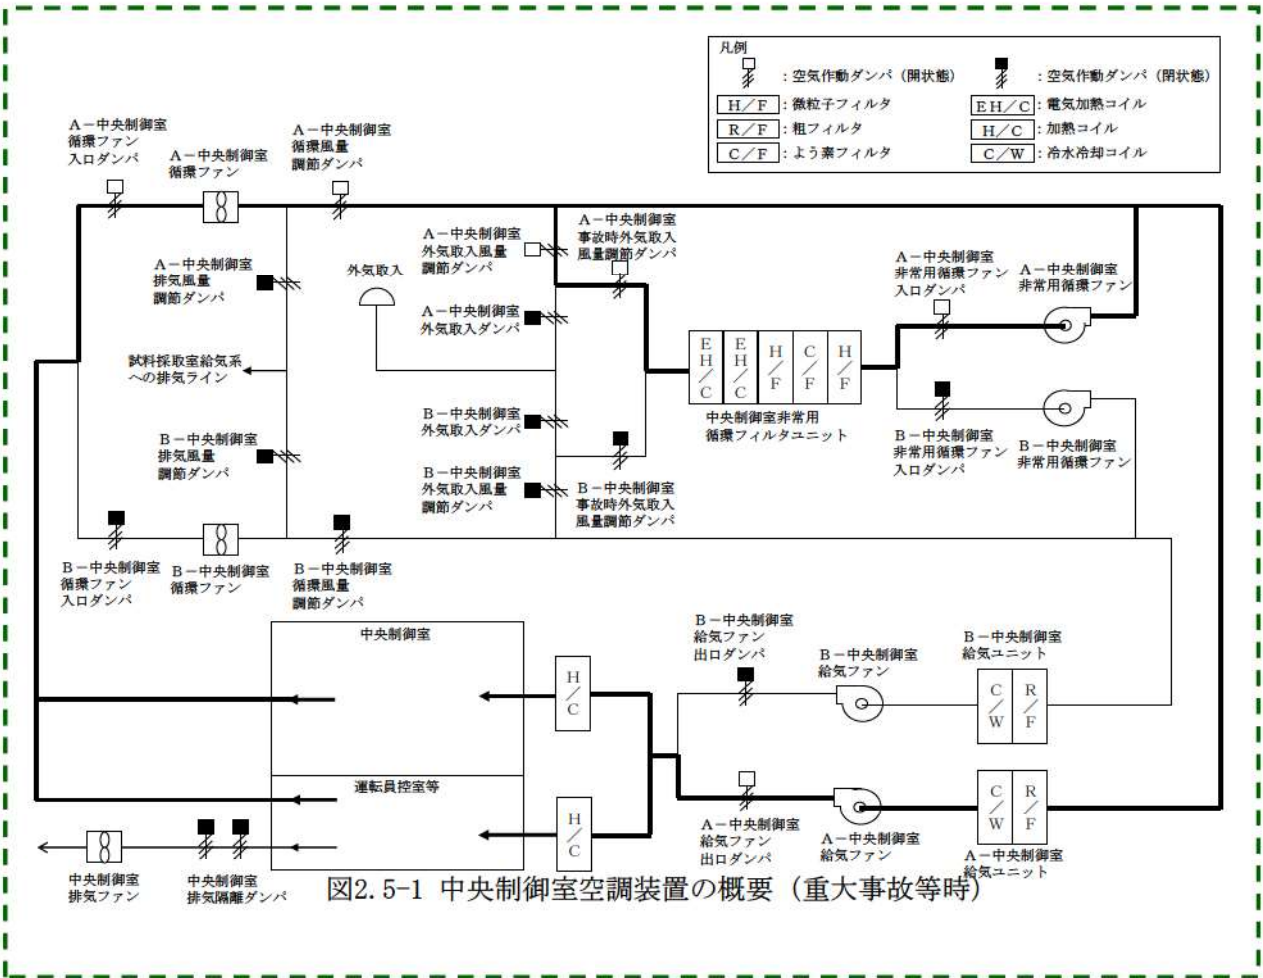 凡例
：空気作動ダンパ（開状態）
：空気作動ダンパ（閉状態）
H／F ：微粒子フィルタ
EH／C ：電気加熱コイル
R／F ：粗フィルタ
H／C ：加熱コイル
C／F ：よう素フィルタ
C／W ：冷水冷却コイル
A－中央制御室
循環ファン
入口ダンパ
A－中央制御室
循環ファン
A－中央制御室
循環風量
調節ダンパ
A－中央制御室
排気風量
調節ダンパ
外気取入
A－中央制御室
外気取入風量
調節ダンパ
A－中央制御室
事故時外気取入
風量調節ダンパ
A－中央制御室
外気取入ダンパ
A－中央制御室
非常用循環ファン
入口ダンパ
A－中央制御室
非常用循環ファン
試料採取室給気系
への排気ライン
EH／C
EH／C
H／F
C／F
H／F
中央制御室非常用
循環フィルタユニット
B－中央制御室
外気取入ダンパ
B－中央制御室
排気風量
調節ダンパ
B－中央制御室
外気取入風量
調節ダンパ
B－中央制御室
事故時外気取入
風量調節ダンパ
B－中央制御室
非常用循環ファン
入口ダンパ
B－中央制御室
非常用循環ファン
B－中央制御室
循環ファン
入口ダンパ
B－中央制御室
循環ファン
B－中央制御室
循環風量
調節ダンパ
中央制御室
H／C
B－中央制御室
給気ファン
出口ダンパ
B－中央制御室
給気ファン
B－中央制御室
給気ユニット
C／W
R／F
運転員控室等
H／C
A－中央制御室
給気ファン
出口ダンパ
A－中央制御室
給気ファン
C／W
R／F
A－中央制御室
給気ユニット
中央制御室
排気ファン
中央制御室
排気隔離ダンパ
図2.5-1 中央制御室空調装置の概要（重大事故等時）